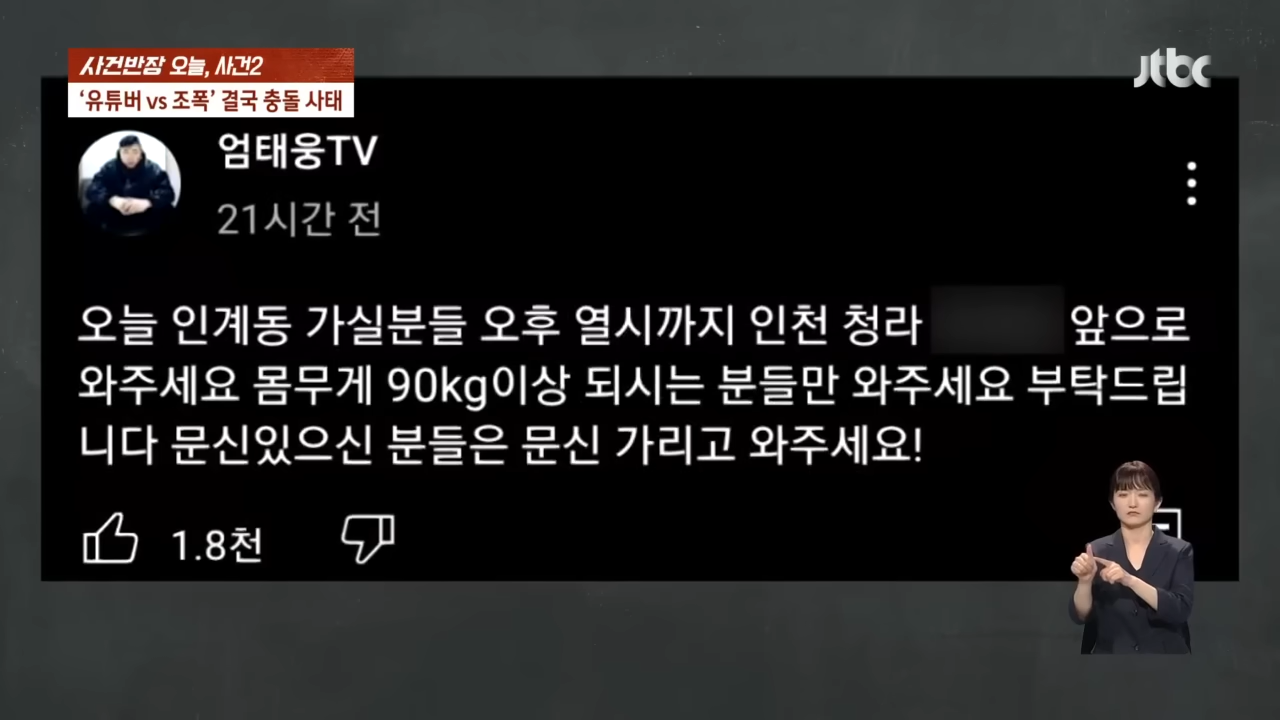 사건반장 오늘, 사건2
jtbc
'유튜버 vs 조폭' 결국 충돌 사태
엄태웅TV
21시간 전
오늘 인계동 가실분들 오후 열시까지 인천 청라 앞으로
와주세요 몸무게 90kg이상 되시는 분들만 와주세요 부탁드립
니다 문신있으신 분들은 문신 가리고 와주세요!
1.8천